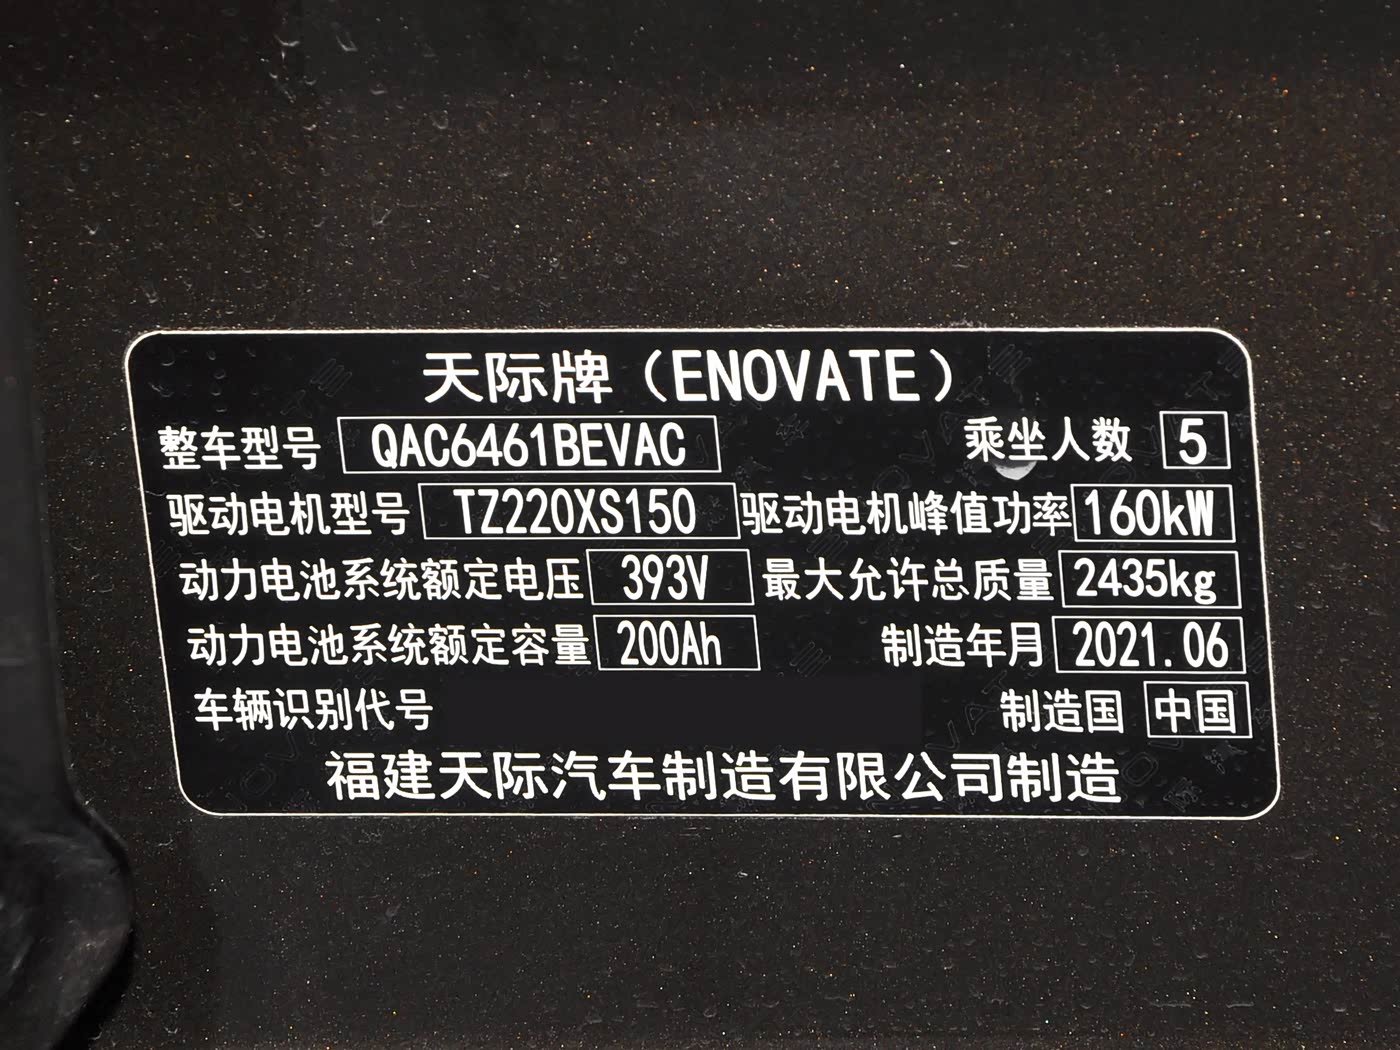 天际牌（ENOVATE）
整车型号 QAC6461BEVAC 乘坐人数 5
驱动电机型号 TZ220XS150 驱动电机峰值功率 160kW
动力电池系统额定电压 393V 最大允许总质量 2435kg
动力电池系统额定容量 200Ah 制造年月 2021.06
车辆识别代号 制造国 中国
福建天际汽车制造有限公司制造